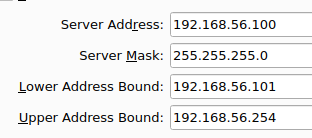 Server Address: 192.168.56.100
Server Mask: 255.255.255.0
Lower Address Bound: 192.168.56.101
Upper Address Bound: 192.168.56.254